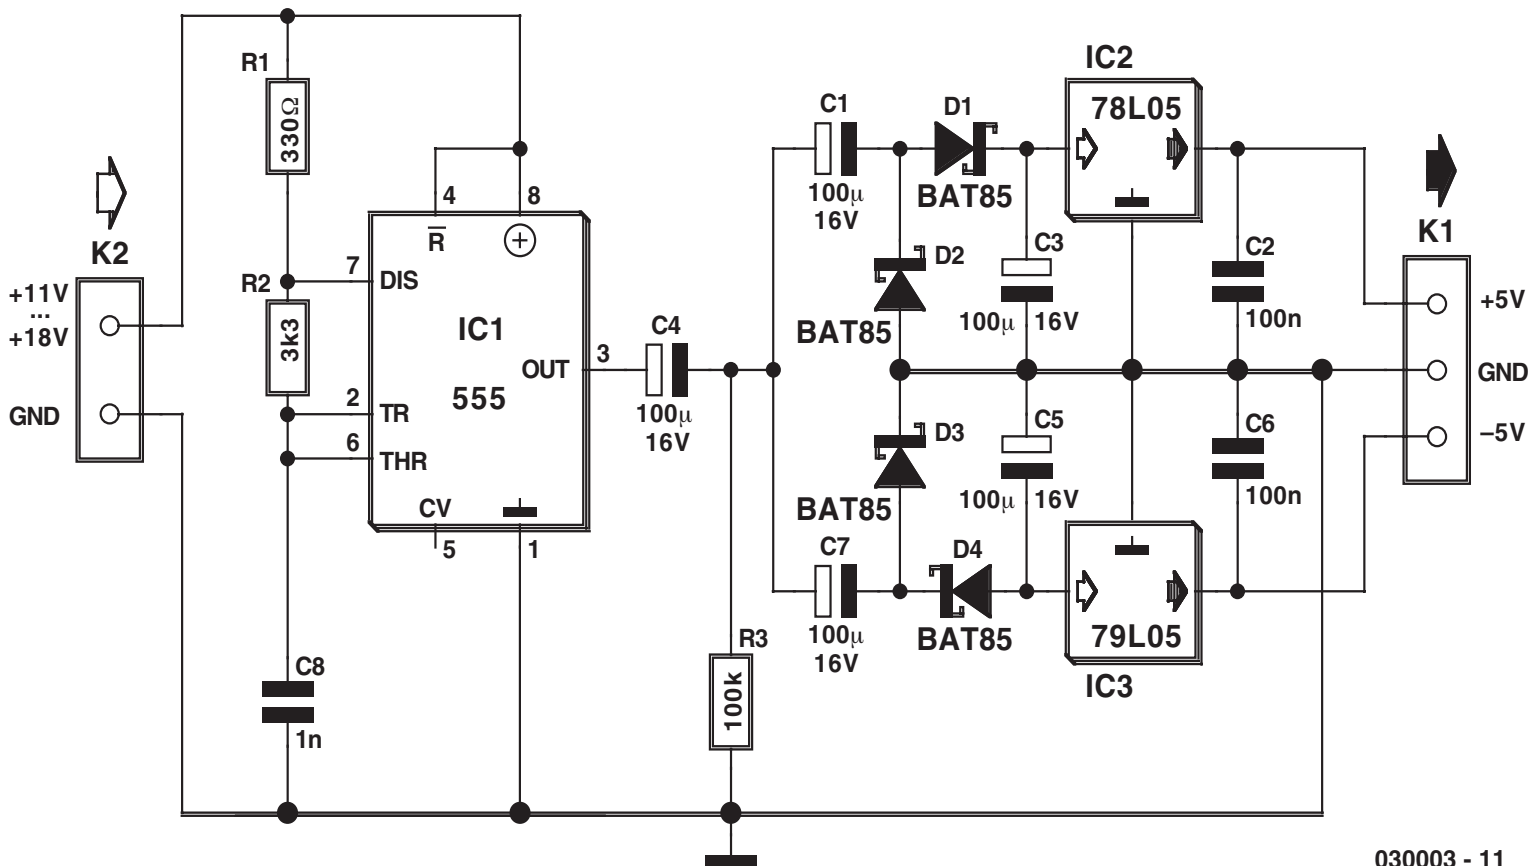 R1
330Ω
K2
+11V
...
+18V
GND
R2
3k3
4
8
R
7
DIS
IC1
555
OUT
3
2
TR
6
THR
CV
5
1
C8
1n
C4
100μ
16V
R3
100k
C1
100μ
16V
D1
BAT85
D2
BAT85
C3
100μ 16V
IC2
78L05
C2
100n
K1
+5V
GND
–5V
D3
BAT85
C5
100μ 16V
C6
100n
C7
100μ
16V
D4
BAT85
79L05
IC3
030003 - 11